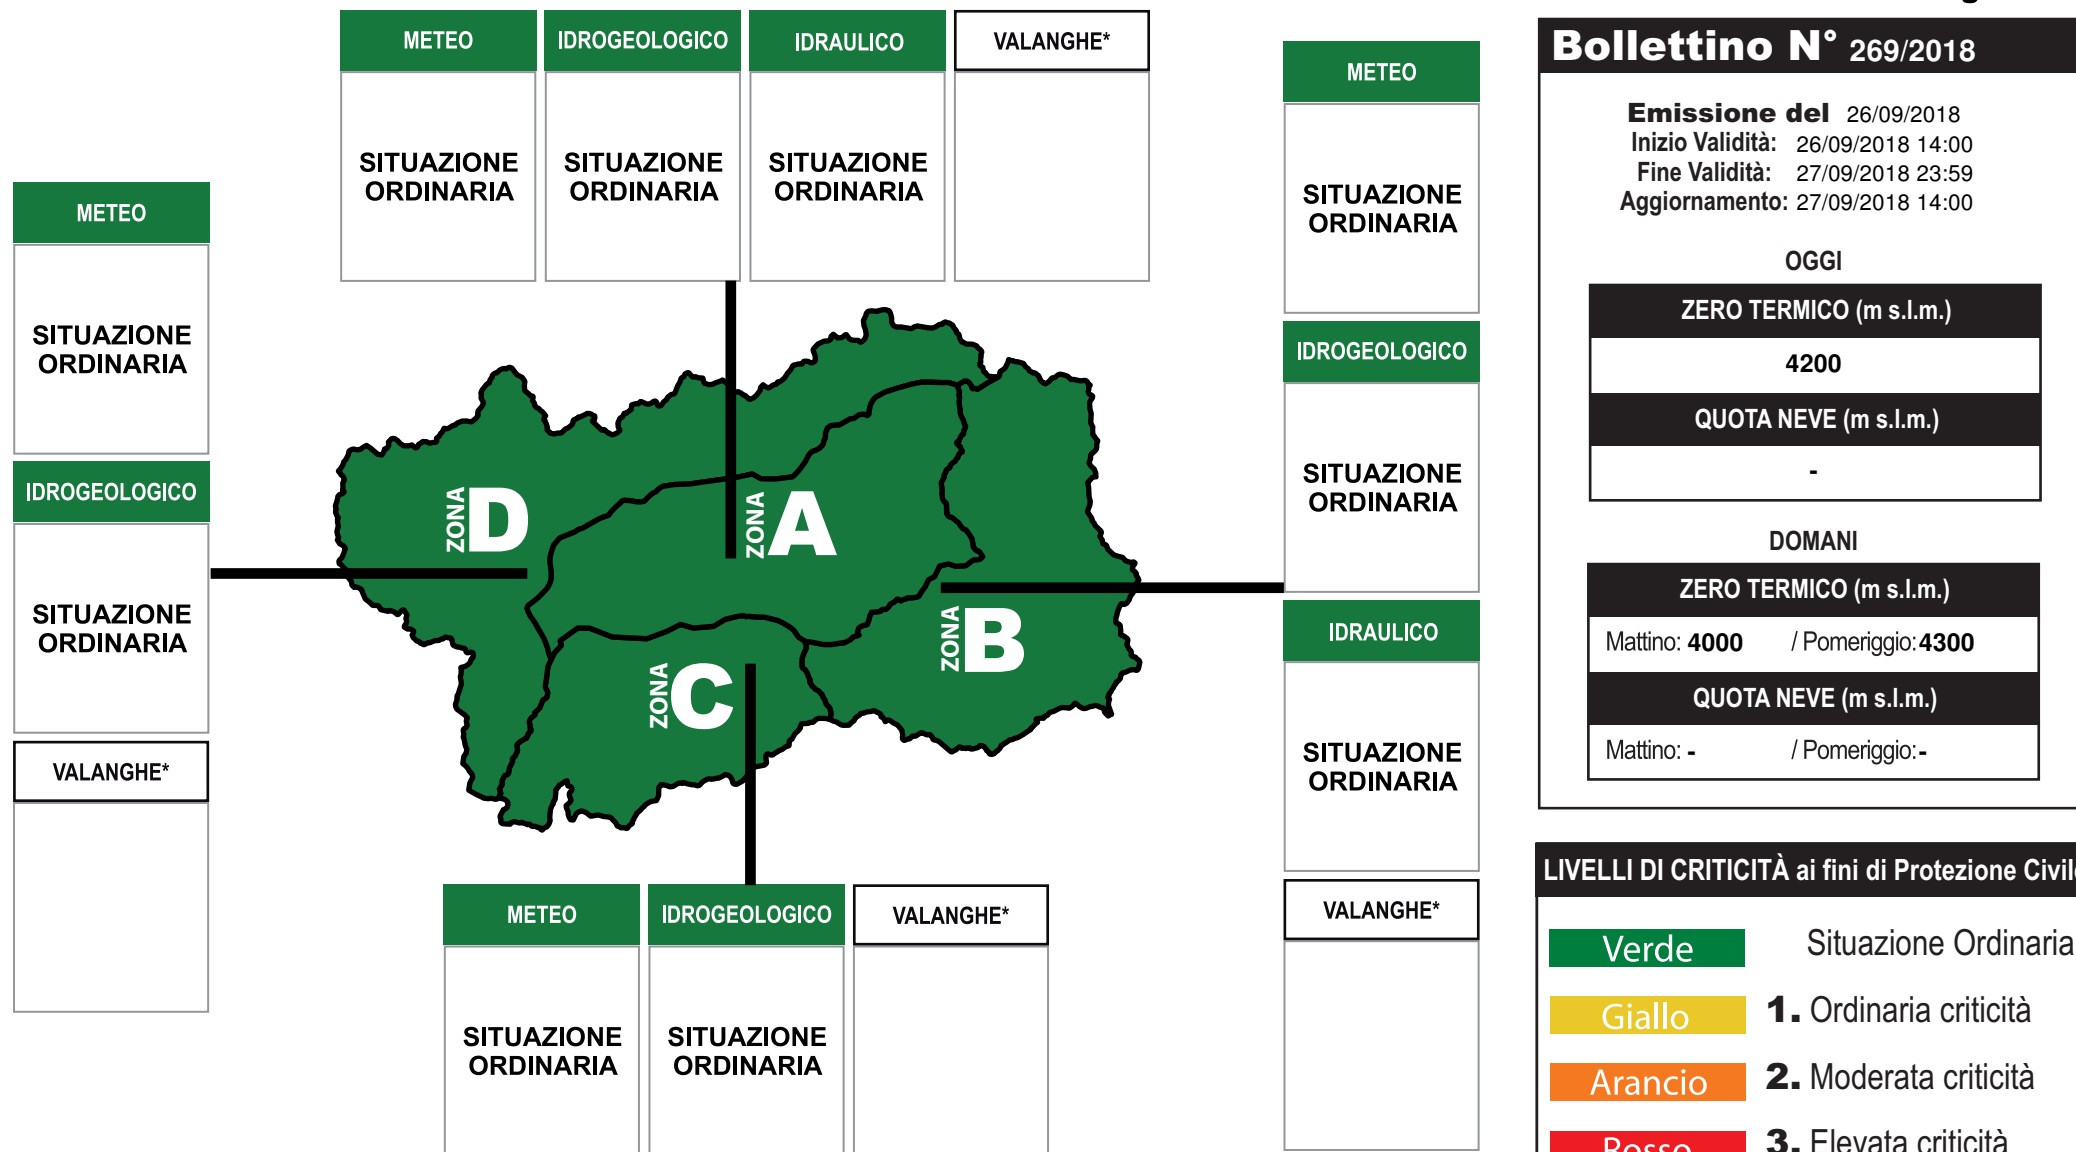 METEO
IDROGEOLOGICO
IDRAULICO
VALANGHE*
SITUAZIONE
ORDINARIA
SITUAZIONE
ORDINARIA
SITUAZIONE
ORDINARIA
METEO
SITUAZIONE
ORDINARIA
IDROGEOLOGICO
SITUAZIONE
ORDINARIA
VALANGHE*
ZONA D
ZONA A
ZONA B
ZONA C
METEO
SITUAZIONE
ORDINARIA
IDROGEOLOGICO
SITUAZIONE
ORDINARIA
IDRAULICO
SITUAZIONE
ORDINARIA
VALANGHE*
METEO
IDROGEOLOGICO
VALANGHE*
SITUAZIONE
ORDINARIA
SITUAZIONE
ORDINARIA
Bollettino N° 269/2018
Emissione del 26/09/2018
Inizio Validità: 26/09/2018 14:00
Fine Validità: 27/09/2018 23:59
Aggiornamento: 27/09/2018 14:00
OGGI
ZERO TERMICO (m s.l.m.)
4200
QUOTA NEVE (m s.l.m.)
-
DOMANI
ZERO TERMICO (m s.l.m.)
Mattino: 4000 / Pomeriggio: 4300
QUOTA NEVE (m s.l.m.)
Mattino: - / Pomeriggio: -
LIVELLI DI CRITICITÀ ai fini di Protezione Civile
Verde Situazione Ordinaria
Giallo 1. Ordinaria criticità
Arancio 2. Moderata criticità
Rosso 3. Elevata criticità